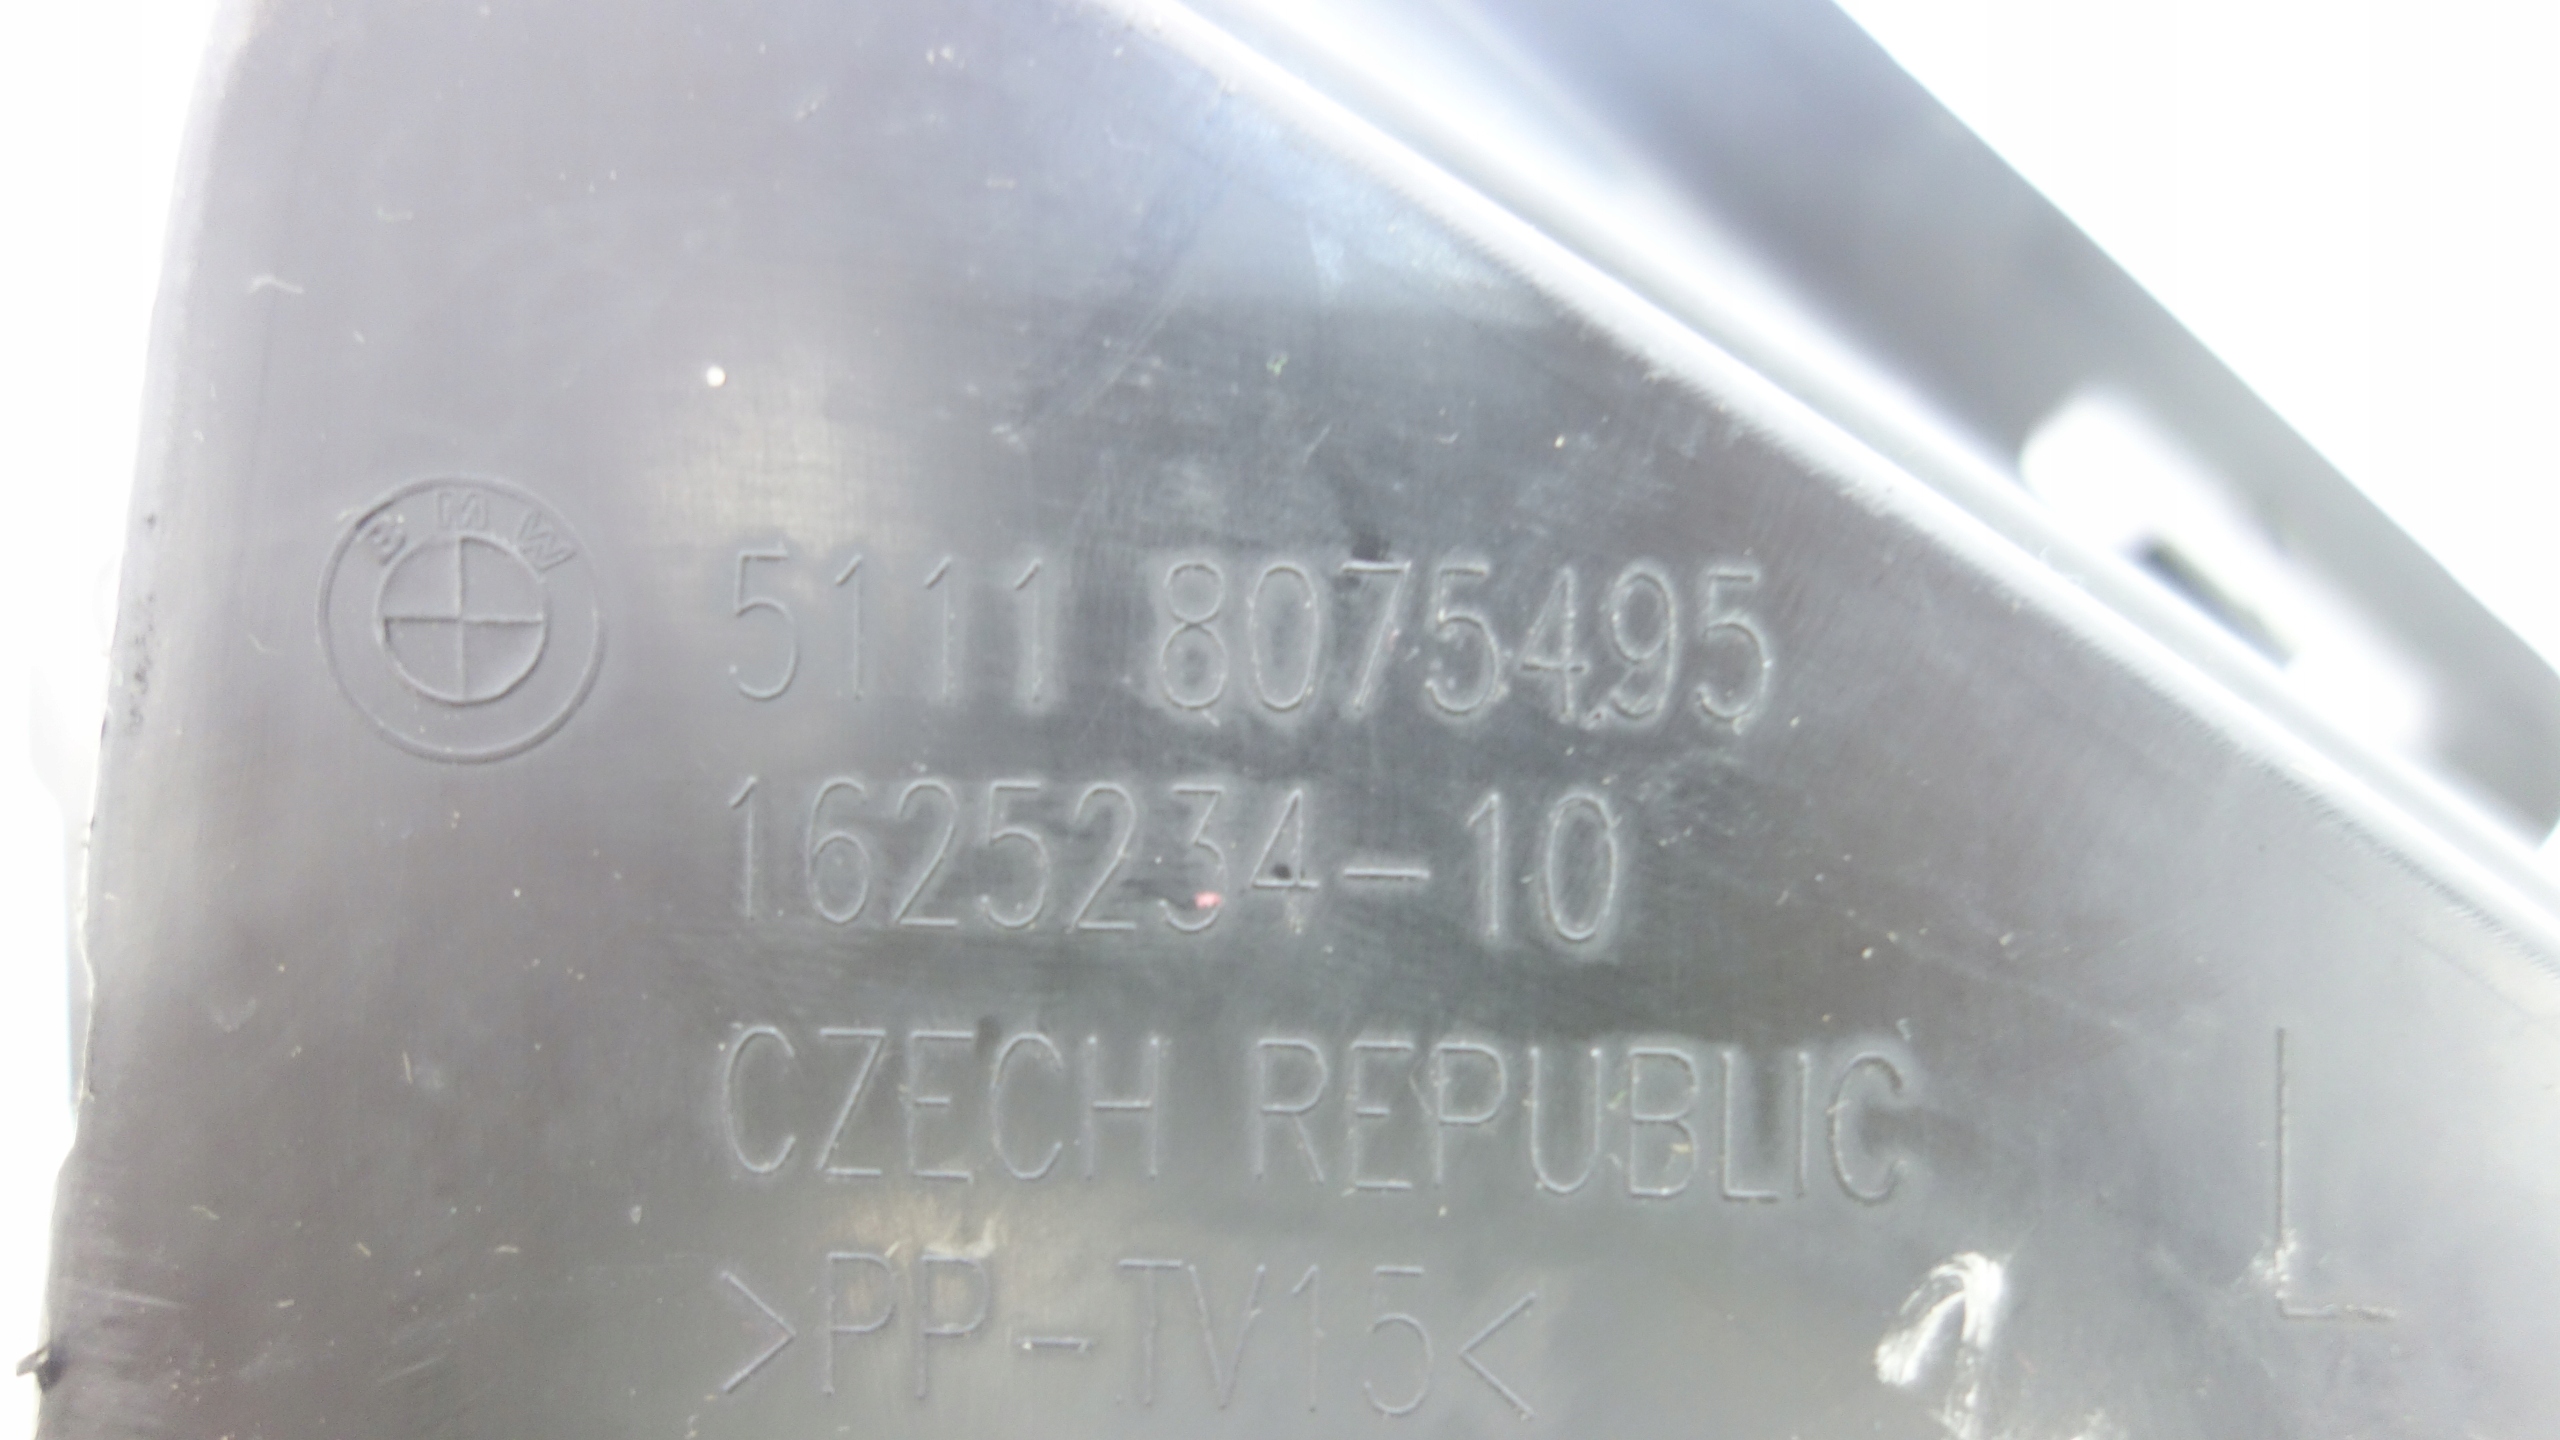 BMW
5111 8075495
1625234-10
CZECH REPUBLIC
>PP-TV15<
L